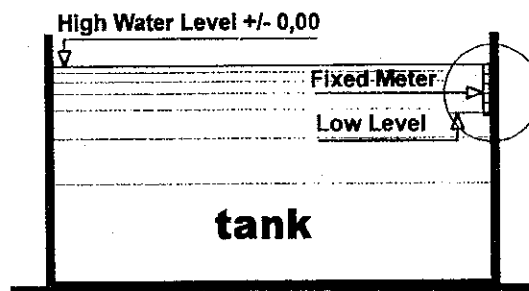 High Water Level +/- 0,00
Fixed Meter
Low Level
tank